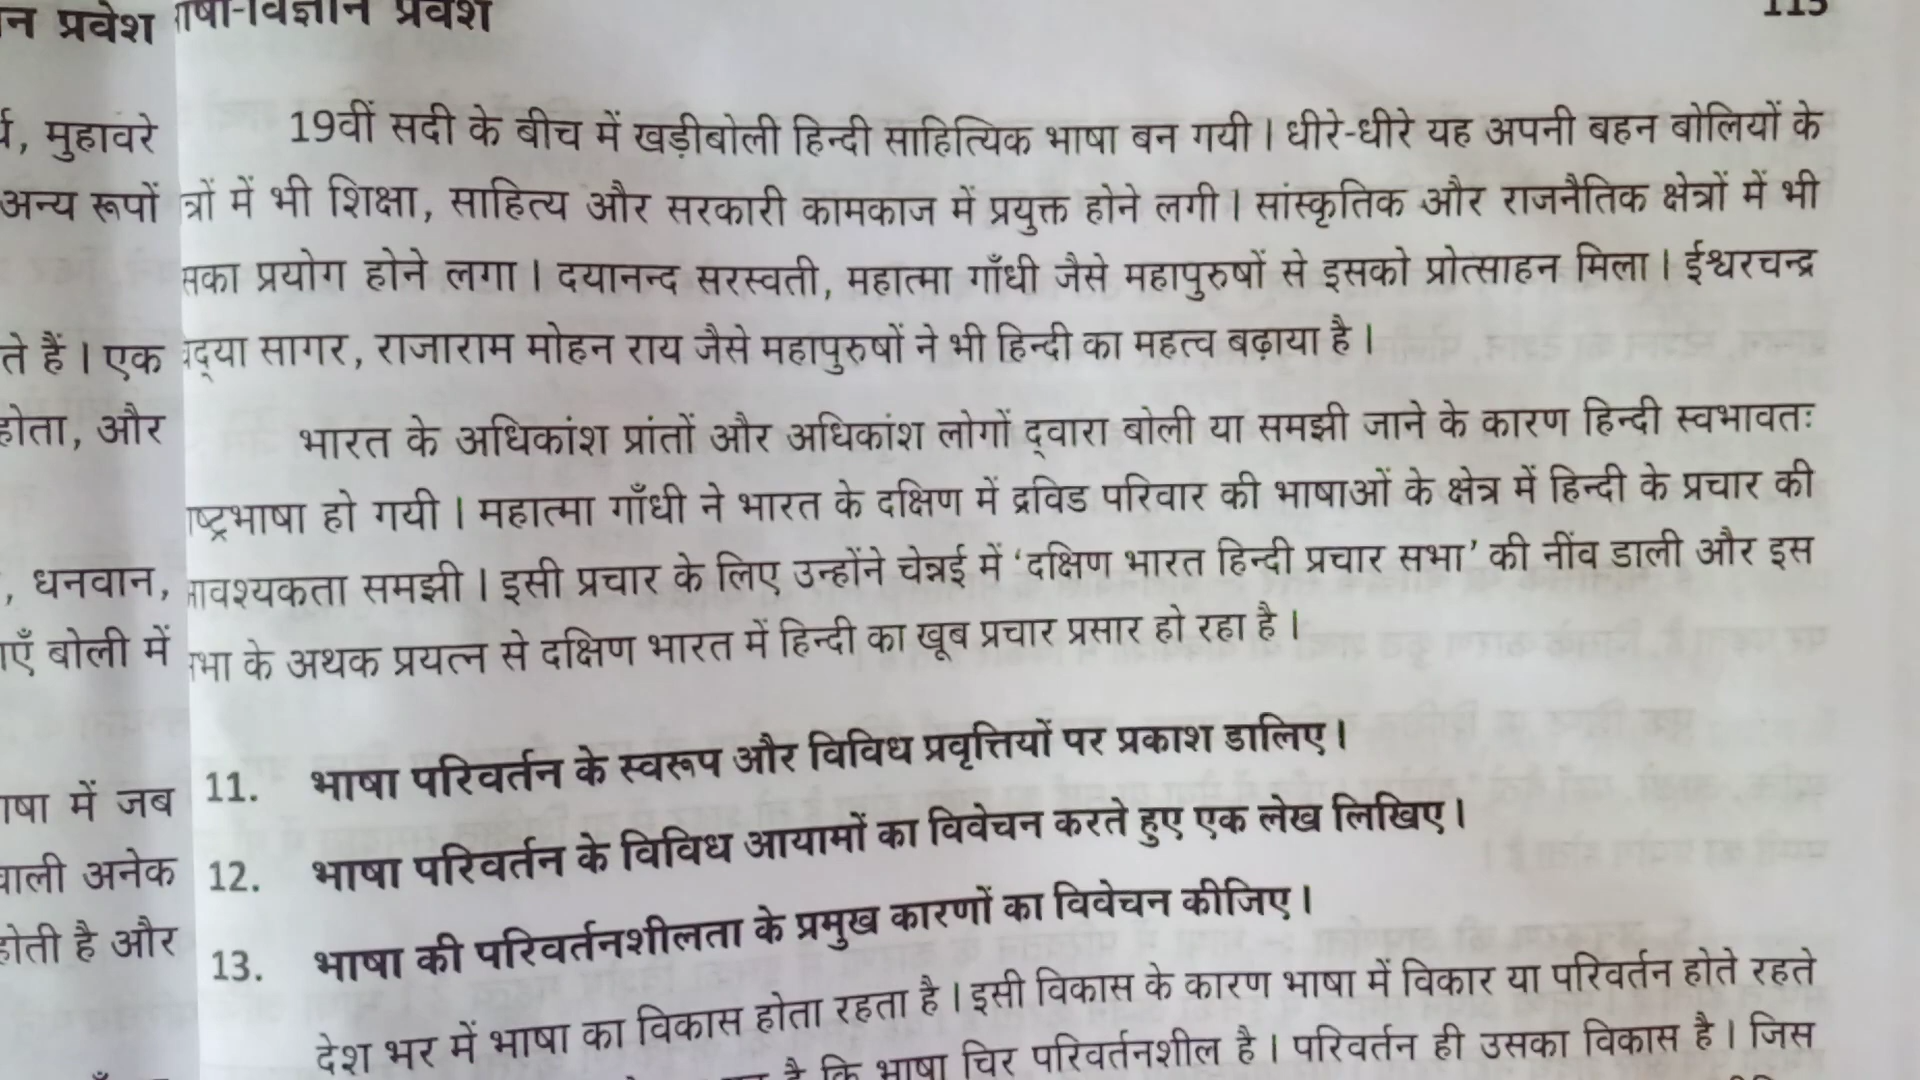 न प्रवेश
र्य, मुहावरे
अन्य रूपों
ते हैं । एक
होता, और
, धनवान,
एँ बोली में
षा में जब
वाली अनेक
होती है और
भाषा-विज्ञान प्रवेश 115
19वीं सदी के बीच में खड़ीबोली हिन्दी साहित्यिक भाषा बन गयी । धीरे-धीरे यह अपनी बहन बोलियों के
त्रों में भी शिक्षा, साहित्य और सरकारी कामकाज में प्रयुक्त होने लगी । सांस्कृतिक और राजनैतिक क्षेत्रों में भी
सका प्रयोग होने लगा । दयानन्द सरस्वती, महात्मा गाँधी जैसे महापुरुषों से इसको प्रोत्साहन मिला । ईश्वरचन्द्र
द्या सागर, राजाराम मोहन राय जैसे महापुरुषों ने भी हिन्दी का महत्व बढ़ाया है ।
भारत के अधिकांश प्रांतों और अधिकांश लोगों द्वारा बोली या समझी जाने के कारण हिन्दी स्वभावतः
ाष्ट्रभाषा हो गयी । महात्मा गाँधी ने भारत के दक्षिण में द्रविड परिवार की भाषाओं के क्षेत्र में हिन्दी के प्रचार की
आवश्यकता समझी । इसी प्रचार के लिए उन्होंने चेन्नई में ‘दक्षिण भारत हिन्दी प्रचार सभा’ की नींव डाली और इस
भा के अथक प्रयत्न से दक्षिण भारत में हिन्दी का खूब प्रचार प्रसार हो रहा है ।
11. भाषा परिवर्तन के स्वरूप और विविध प्रवृत्तियों पर प्रकाश डालिए ।
12. भाषा परिवर्तन के विविध आयामों का विवेचन करते हुए एक लेख लिखिए ।
13. भाषा की परिवर्तनशीलता के प्रमुख कारणों का विवेचन कीजिए ।
देश भर में भाषा का विकास होता रहता है । इसी विकास के कारण भाषा में विकार या परिवर्तन होते रहते
है कि भाषा चिर परिवर्तनशील है । परिवर्तन ही उसका विकास है । जिस